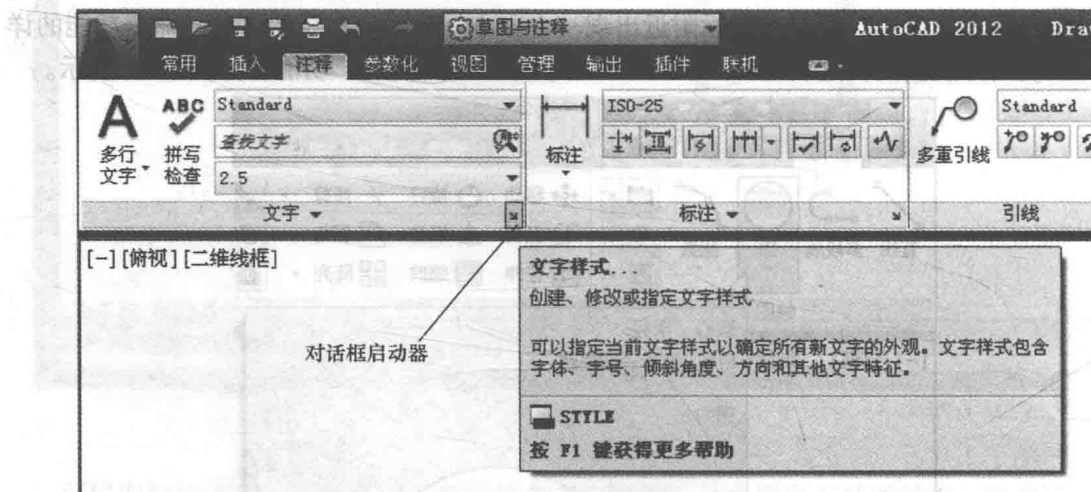 草图与注释 AutoCAD 2012 Dra
常用 插入 注释 参数化 视图 管理 输出 插件 联机
A ABC Standard ISO-25 Standard
查找文字
多行文字 拼写检查 标注 多重引线
2.5
文字 标注 引线
[-][俯视][二维线框]
文字样式...
创建、修改或指定文字样式
对话框启动器
可以指定当前文字样式以确定所有新文字的外观。文字样式包含
字体、字号、倾斜角度、方向和其他文字特征。
STYLE
按 F1 键获得更多帮助